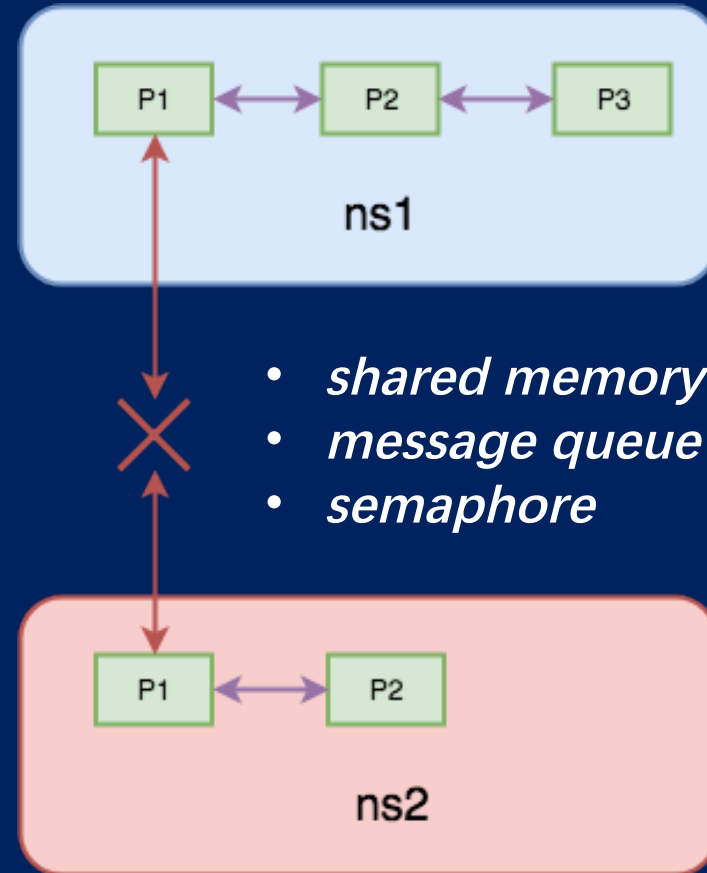 P1 P2 P3
ns1
• shared memory
• message queue
• semaphore
P1 P2
ns2